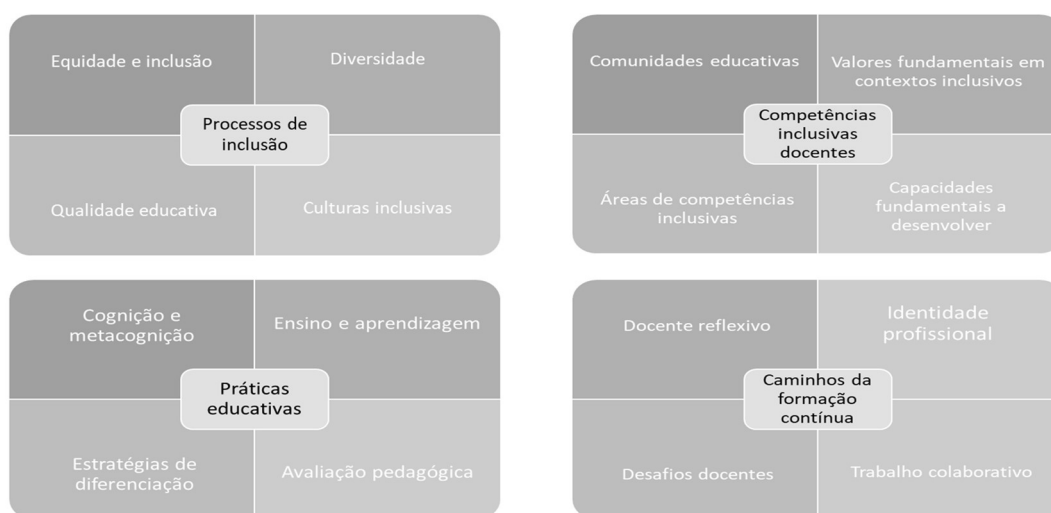 Equidade e inclusão
Diversidade
Processos de
inclusão
Qualidade educativa
Culturas inclusivas
Comunidades educativas
Valores fundamentais em
contextos inclusivos
Competências
inclusivas
docentes
Áreas de competências
inclusivas
Capacidades
fundamentais a
desenvolver
Cognição e
metacognição
Ensino e aprendizagem
Práticas
educativas
Estratégias de
diferenciação
Avaliação pedagógica
Docente reflexivo
Identidade
profissional
Caminhos da
formação
contínua
Desafios docentes
Trabalho colaborativo